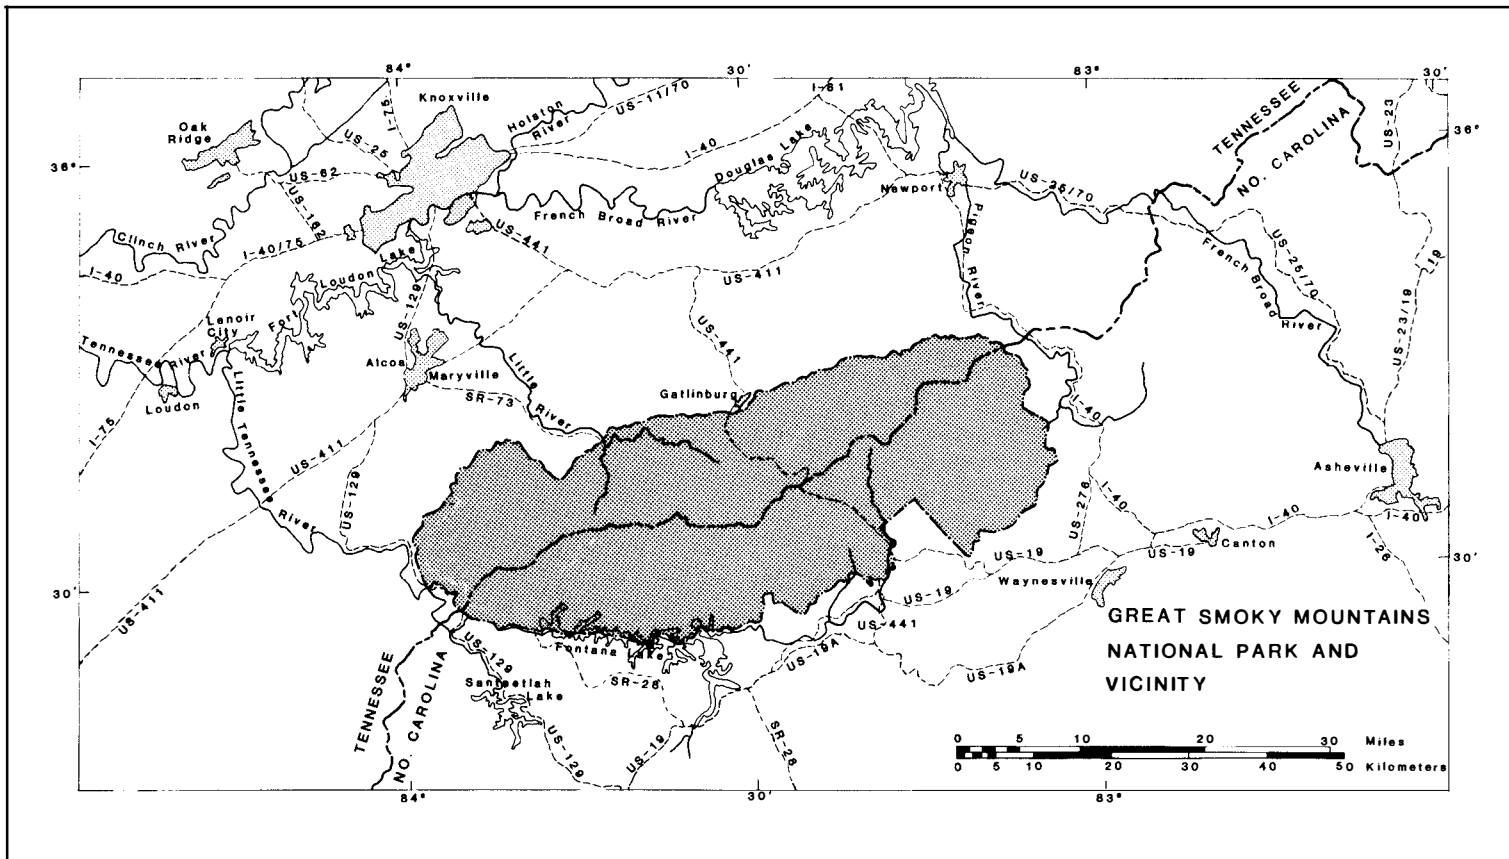 84°
30'
83°
30'
Knoxville
Oak
Ridge
I-75
US-25
US-62
US-162
Holston
River
US-11/70
I-81
I-40
Douglas Lake
TENNESSEE
NO. CAROLINA
US-23
36°
36°
Newport
US-25/70
French Broad River
Pigeon
River
Clinch River
I-40/75
I-40
US-441
US-411
Loudon
Lake
Fort
US-129
French Broad
River
US-25/70
19
US-23/19
Lenoir
City
Tennessee River
Loudon
Alcoa
Maryville
SR-73
Little
River
US-441
Gatlinburg
I-40
I-75
Little Tennessee
River
US-411
US-129
Asheville
US-276
I-40
I-40
I-40
I-26
US-19
US-19
Canton
Waynesville
US-19
30'
30'
US-411
US-441
US-19A
US-19A
Fontana Lake
US-129
SR-28
Santeetlah
Lake
TENNESSEE
NO. CAROLINA
US-129
US-19
SR-28
GREAT SMOKY MOUNTAINS
NATIONAL PARK AND
VICINITY
0 5 10 20 30 Miles
0 5 10 20 30 40 50 Kilometers
84°
30'
83°